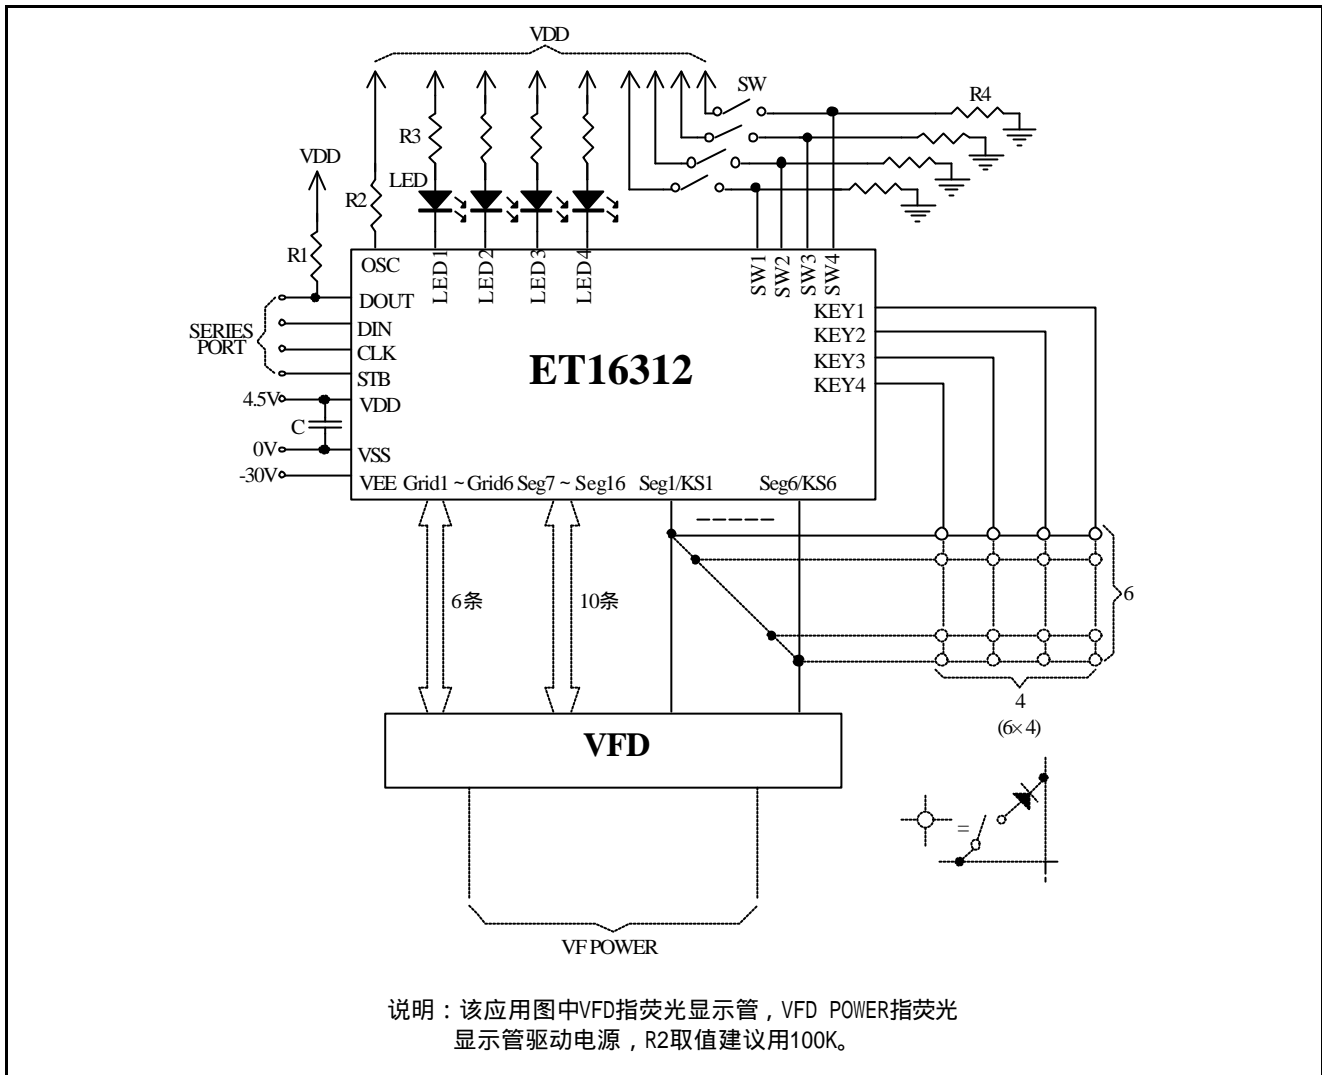 VDD
SW
R4
R3
VDD
LED
R2
R1
OSC
LED1
LED2
LED3
LED4
SW1
SW2
SW3
SW4
DOUT
DIN
CLK
STB
SERIES
PORT
KEY1
KEY2
KEY3
KEY4
ET16312
4.5V
VDD
C
0V
VSS
-30V
VEE Grid1 ~ Grid6 Seg7 ~ Seg16 Seg1/KS1 Seg6/KS6
6条
10条
6
4
(6×4)
VFD
=
VF POWER
说明：该应用图中VFD指荧光显示管，VFD POWER指荧光
显示管驱动电源，R2取值建议用100K。